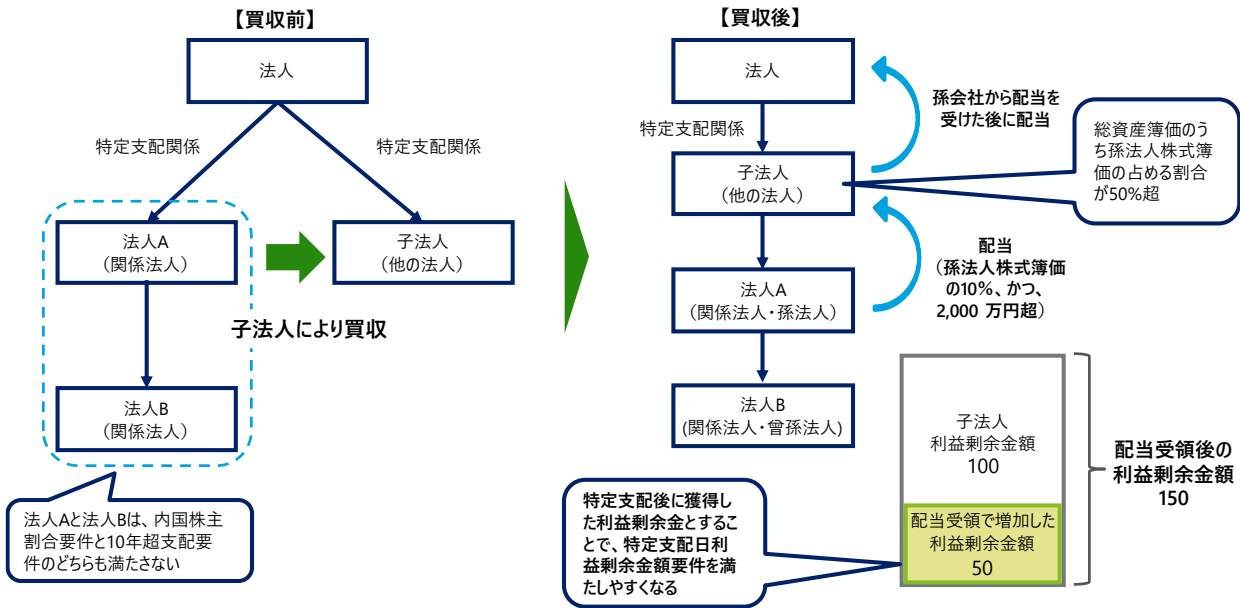 【買収前】
法人
特定支配関係
特定支配関係
法人A
（関係法人）
子法人
（他の法人）
子法人により買収
法人B
（関係法人）
法人Aと法人Bは、内国株主
割合要件と10年超支配要
件のどちらも満たさない
【買収後】
法人
孫会社から配当を
受けた後に配当
特定支配関係
子法人
（他の法人）
総資産簿価のう
ち孫法人株式簿
価の占める割合
が50%超
配当
（孫法人株式簿価
の10%、かつ、
2,000 万円超）
法人A
（関係法人・孫法人）
法人B
(関係法人・曾孫法人)
子法人
利益剰余金額
100
配当受領後の
利益剰余金額
150
配当受領で増加した
利益剰余金額
50
特定支配後に獲得し
た利益剰余金とするこ
とで、特定支配日利
益剰余金額要件を満
たしやすくなる